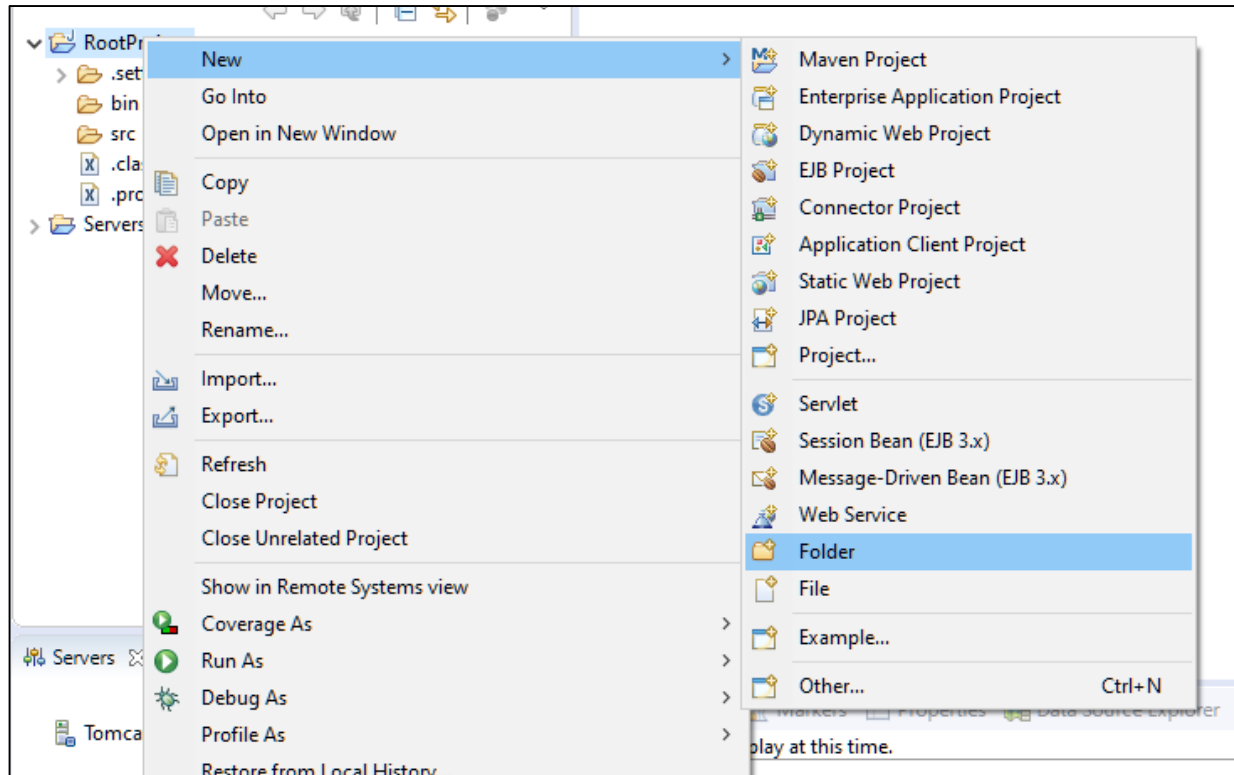 RootPr
.set
bin
src
.cla
.pro
Servers
New
Go Into
Open in New Window
Copy
Paste
Delete
Move...
Rename...
Import...
Export...
Refresh
Close Project
Close Unrelated Project
Show in Remote Systems view
Coverage As
Run As
Debug As
Profile As
Restore from Local History
Maven Project
Enterprise Application Project
Dynamic Web Project
EJB Project
Connector Project
Application Client Project
Static Web Project
JPA Project
Project...
Servlet
Session Bean (EJB 3.x)
Message-Driven Bean (EJB 3.x)
Web Service
Folder
File
Example...
Other... Ctrl+N
Servers
Tomca
Markers Properties Data Source Explorer
play at this time.